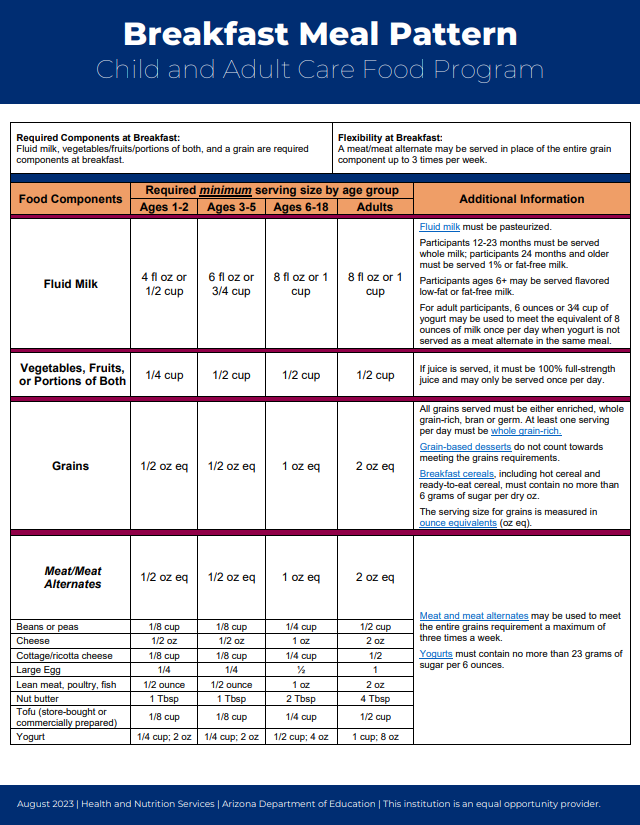 Breakfast Meal Pattern
Child and Adult Care Food Program
Required Components at Breakfast:
Fluid milk, vegetables/fruits/portions of both, and a grain are required
components at breakfast.
Flexibility at Breakfast:
A meat/meat alternate may be served in place of the entire grain
component up to 3 times per week.
Food Components
Required minimum serving size by age group
Additional Information
Ages 1-2 Ages 3-5 Ages 6-18 Adults
Fluid Milk
4 fl oz or
1/2 cup
6 fl oz or
3/4 cup
8 fl oz or 1
cup
8 fl oz or 1
cup
Fluid milk must be pasteurized.
Participants 12-23 months must be served
whole milk; participants 24 months and older
must be served 1% or fat-free milk.
Participants ages 6+ may be served flavored
low-fat or fat-free milk.
For adult participants, 6 ounces or 3⁄4 cup of
yogurt may be used to meet the equivalent of 8
ounces of milk once per day when yogurt is not
served as a meat alternate in the same meal.
Vegetables, Fruits,
or Portions of Both
1/4 cup 1/2 cup 1/2 cup 1/2 cup
If juice is served, it must be 100% full-strength
juice and may only be served once per day.
Grains
1/2 oz eq 1/2 oz eq 1 oz eq 2 oz eq
All grains served must be either enriched, whole
grain-rich, bran or germ. At least one serving
per day must be whole grain-rich.
Grain-based desserts do not count towards
meeting the grains requirements.
Breakfast cereals, including hot cereal and
ready-to-eat cereal, must contain no more than
6 grams of sugar per dry oz.
The serving size for grains is measured in
ounce equivalents (oz eq).
Meat/Meat
Alternates
1/2 oz eq 1/2 oz eq 1 oz eq 2 oz eq
Beans or peas 1/8 cup 1/8 cup 1/4 cup 1/2 cup
Cheese 1/2 oz 1/2 oz 1 oz 2 oz
Cottage/ricotta cheese 1/8 cup 1/8 cup 1/4 cup 1/2
Large Egg 1/4 1/4 ½ 1
Lean meat, poultry, fish 1/2 ounce 1/2 ounce 1 oz 2 oz
Nut butter 1 Tbsp 1 Tbsp 2 Tbsp 4 Tbsp
Tofu (store-bought or
commercially prepared)
1/8 cup 1/8 cup 1/4 cup 1/2 cup
Yogurt 1/4 cup; 2 oz 1/4 cup; 2 oz 1/2 cup; 4 oz 1 cup; 8 oz
Meat and meat alternates may be used to meet
the entire grains requirement a maximum of
three times a week.
Yogurts must contain no more than 23 grams of
sugar per 6 ounces.
August 2023 | Health and Nutrition Services | Arizona Department of Education | This institution is an equal opportunity provider.